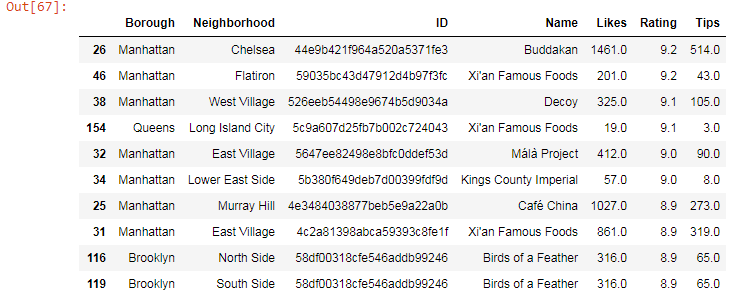 Out[67]:
Borough Neighborhood ID Name Likes Rating Tips
26 Manhattan Chelsea 44e9b421f964a520a5371fe3 Buddakan 1461.0 9.2 514.0
46 Manhattan Flatiron 59035bc43d47912d4b97f3fc Xi'an Famous Foods 201.0 9.2 43.0
38 Manhattan West Village 526eeb54498e9674b5d9034a Decoy 325.0 9.1 105.0
154 Queens Long Island City 5c9a607d25fb7b002c724043 Xi'an Famous Foods 19.0 9.1 3.0
32 Manhattan East Village 5647ee82498e8bfc0ddef53d Málà Project 412.0 9.0 90.0
34 Manhattan Lower East Side 5b380f649deb7d00399fdf9d Kings County Imperial 57.0 9.0 8.0
25 Manhattan Murray Hill 4e3484038877beb5e9a22a0b Café China 1027.0 8.9 273.0
31 Manhattan East Village 4c2a81398abca59393c8fe1f Xi'an Famous Foods 861.0 8.9 319.0
116 Brooklyn North Side 58df00318cfe546addb99246 Birds of a Feather 316.0 8.9 65.0
119 Brooklyn South Side 58df00318cfe546addb99246 Birds of a Feather 316.0 8.9 65.0